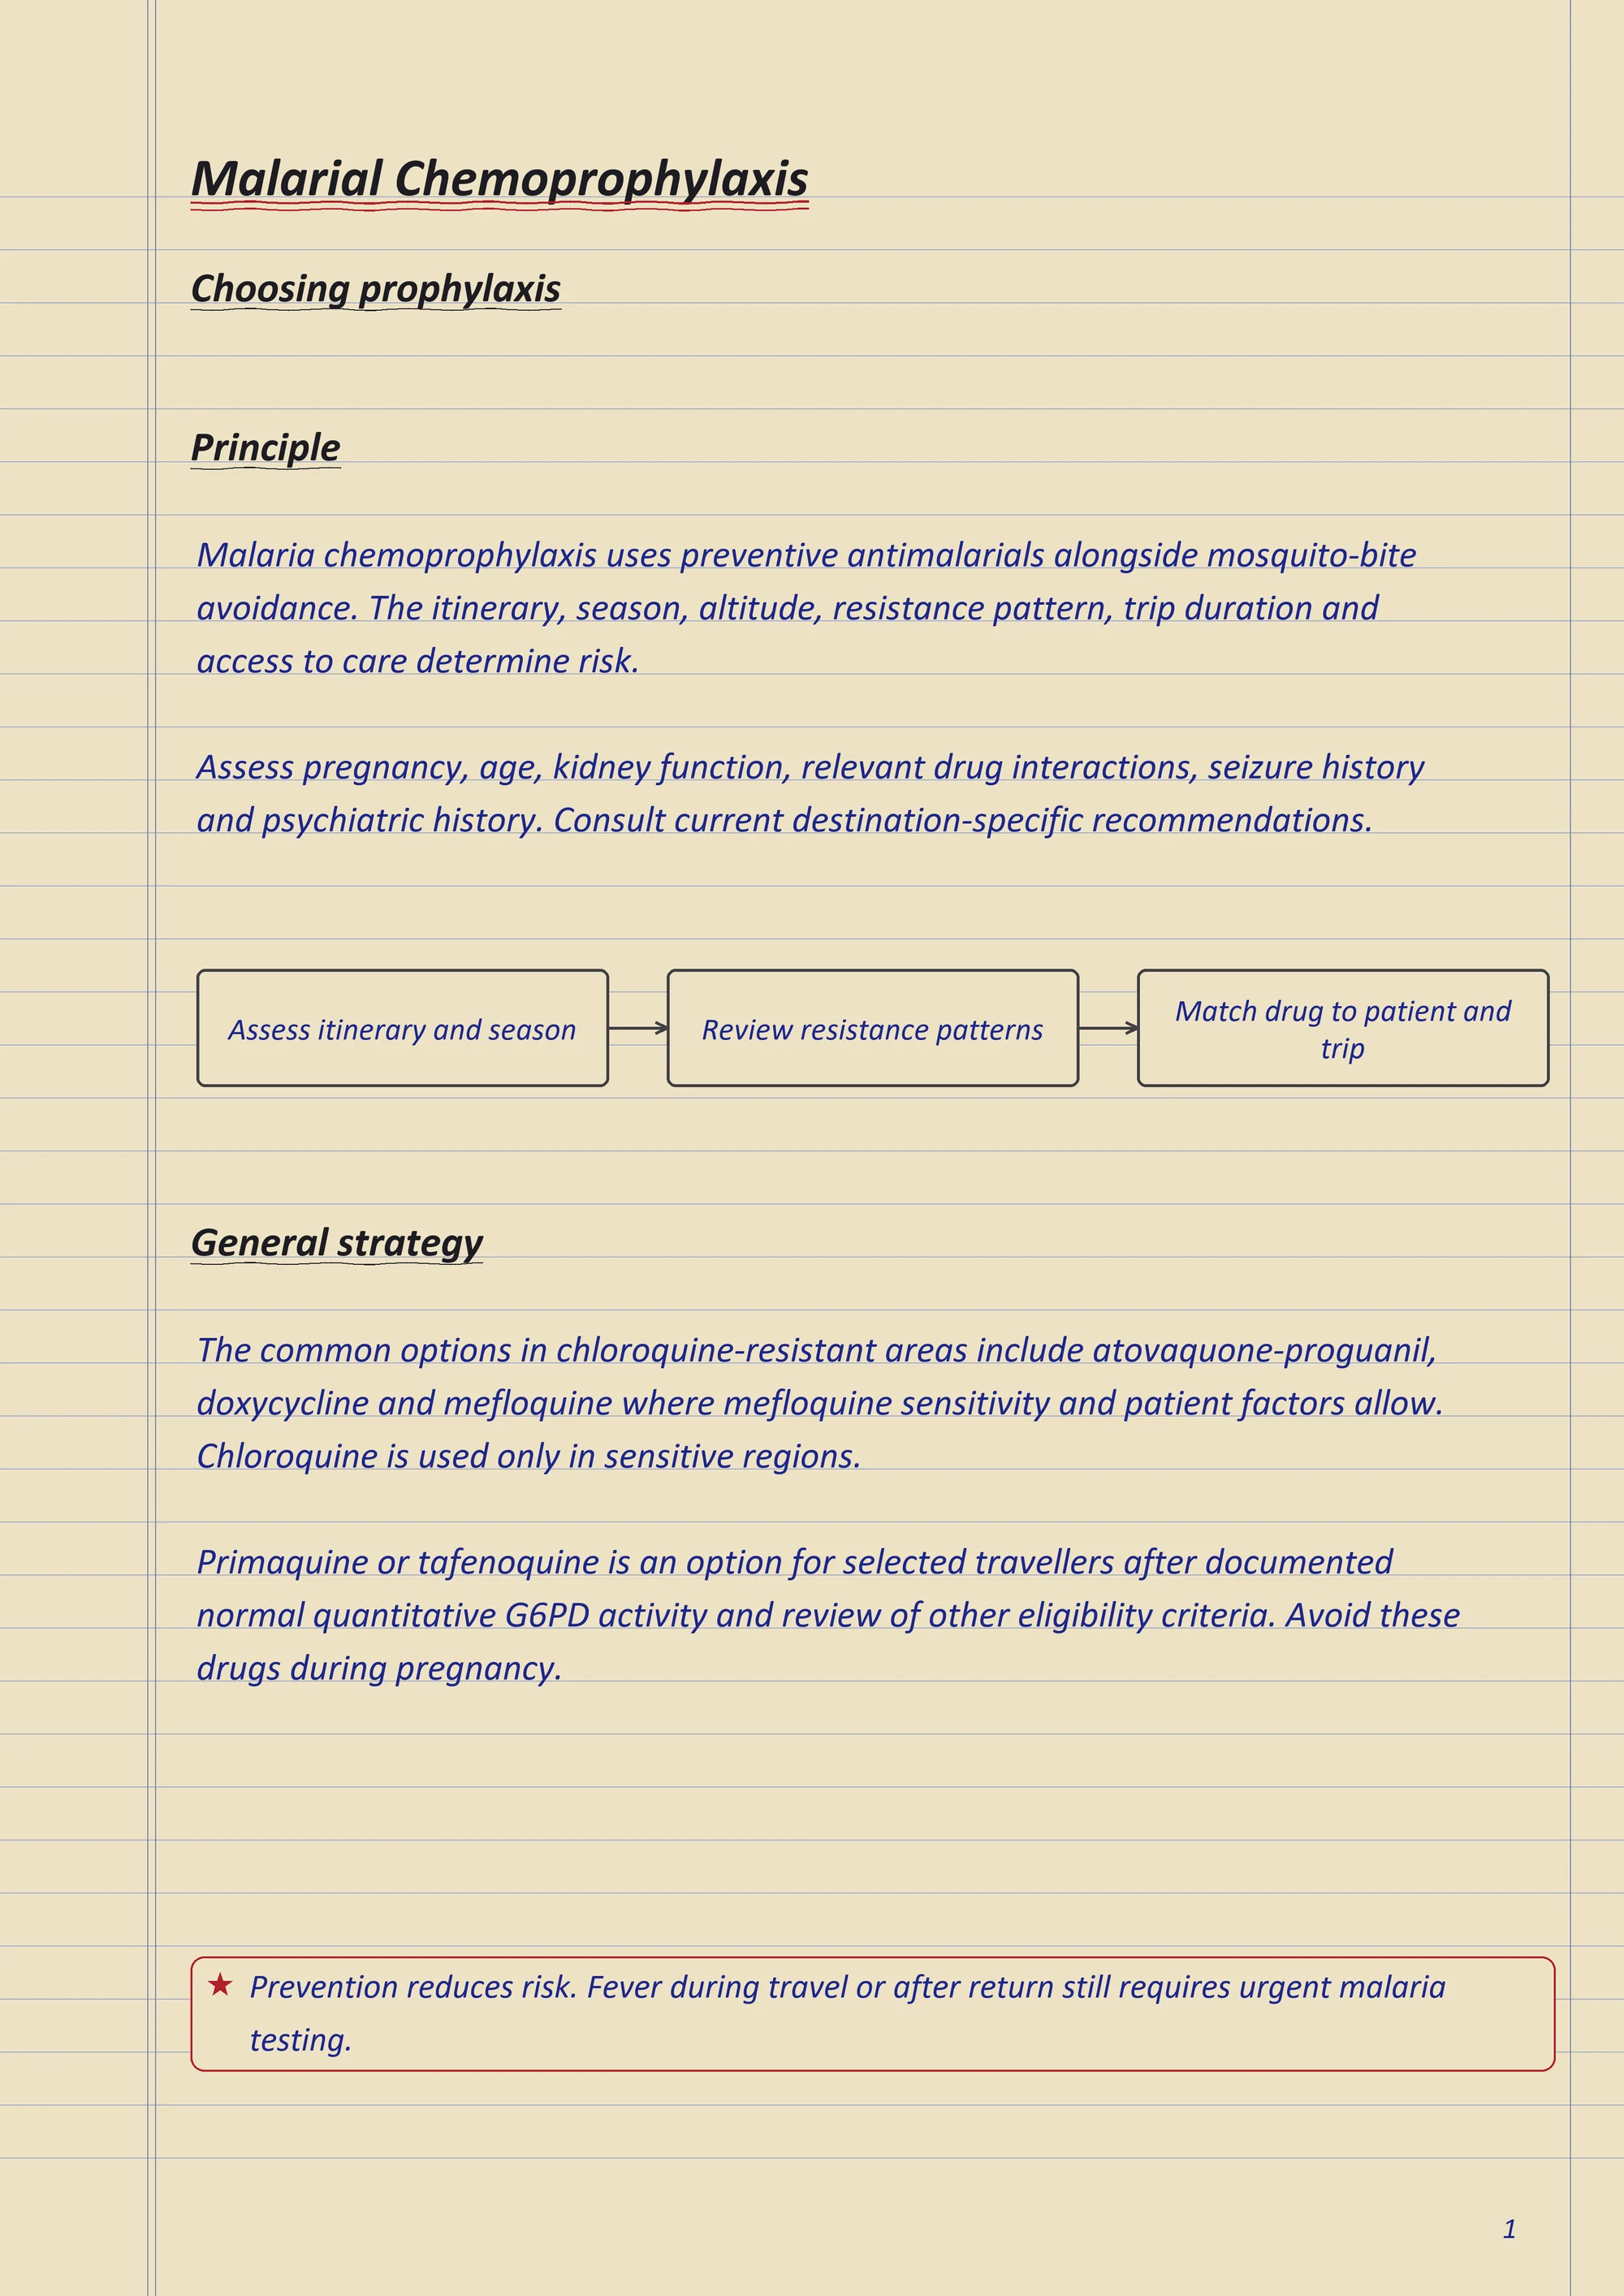 Malarial Chemoprophylaxis
Choosing prophylaxis
Principle
Malaria chemoprophylaxis uses preventive antimalarials alongside mosquito-bite
avoidance. The itinerary, season, altitude, resistance pattern, trip duration and
access to care determine risk.
Assess pregnancy, age, kidney function, relevant drug interactions, seizure history
and psychiatric history. Consult current destination-specific recommendations.
Assess itinerary and season
Review resistance patterns
Match drug to patient and
trip
General strategy
The common options in chloroquine-resistant areas include atovaquone-proguanil,
doxycycline and mefloquine where mefloquine sensitivity and patient factors allow.
Chloroquine is used only in sensitive regions.
Primaquine or tafenoquine is an option for selected travellers after documented
normal quantitative G6PD activity and review of other eligibility criteria. Avoid these
drugs during pregnancy.
★ Prevention reduces risk. Fever during travel or after return still requires urgent malaria
testing.
1